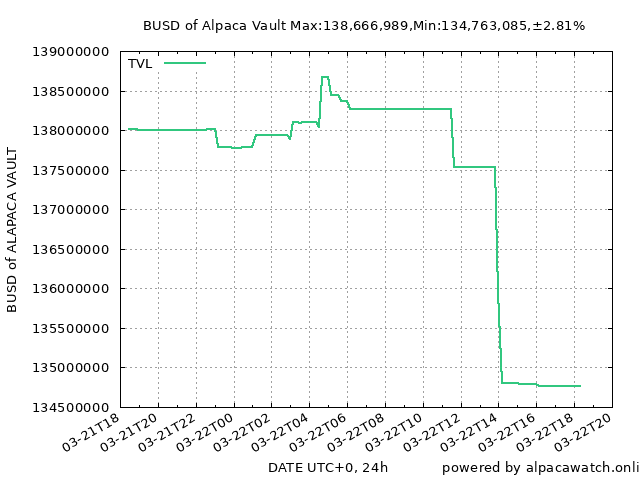 BUSD of Alpaca Vault Max:138,666,989,Min:134,763,085,±2.81%
TVL
139000000
138500000
138000000
137500000
137000000
136500000
136000000
135500000
135000000
134500000
BUSD of ALAPACA VAULT
03-21T18
03-21T20
03-21T22
03-22T00
03-22T02
03-22T04
03-22T06
03-22T08
03-22T10
03-22T12
03-22T14
03-22T16
03-22T18
03-22T20
DATE UTC+0, 24h
powered by alpacawatch.onli